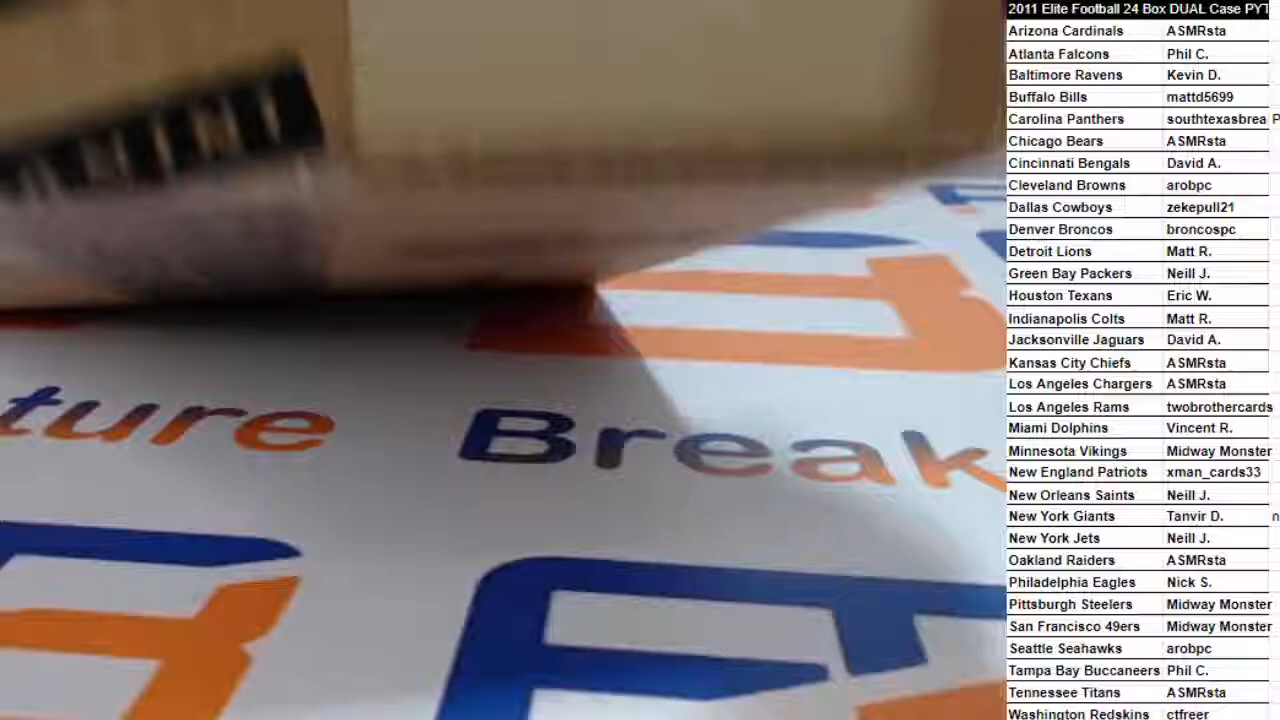 2011 Elite Football 24 Box DUAL Case PYT
Arizona Cardinals ASMRsta
Atlanta Falcons Phil C.
Baltimore Ravens Kevin D.
Buffalo Bills mattd5699
Carolina Panthers southtexasbrea P
Chicago Bears ASMRsta
Cincinnati Bengals David A.
Cleveland Browns arobpc
Dallas Cowboys zekepull21
Denver Broncos broncospc
Detroit Lions Matt R.
Green Bay Packers Neill J.
Houston Texans Eric W.
Indianapolis Colts Matt R.
Jacksonville Jaguars David A.
Kansas City Chiefs ASMRsta
Los Angeles Chargers ASMRsta
Los Angeles Rams twobrothercards
Miami Dolphins Vincent R.
Minnesota Vikings Midway Monster
New England Patriots xman_cards33
New Orleans Saints Neill J.
New York Giants Tanvir D. n
New York Jets Neill J.
Oakland Raiders ASMRsta
Philadelphia Eagles Nick S.
Pittsburgh Steelers Midway Monster
San Francisco 49ers Midway Monster
Seattle Seahawks arobpc
Tampa Bay Buccaneers Phil C.
Tennessee Titans ASMRsta
Washington Redskins ctfreer
ture Break